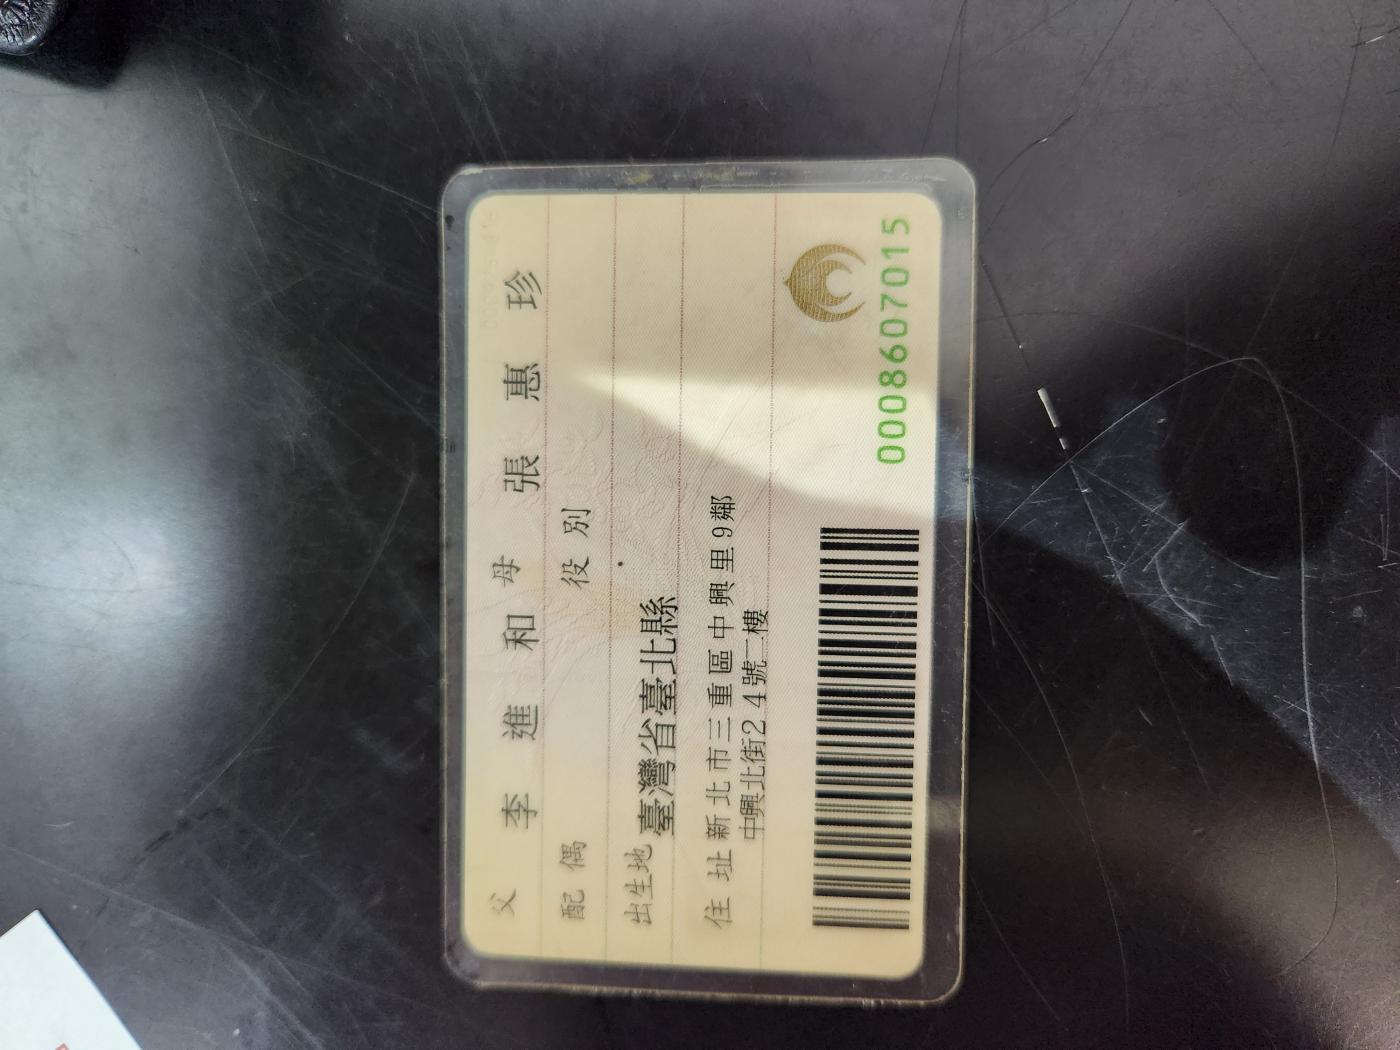 父 李進和 母 張惠珍
配偶 役別
出生地 臺灣省臺北縣
住址 新北市三重區中興里9鄰
中興北街24號二樓
0008607015